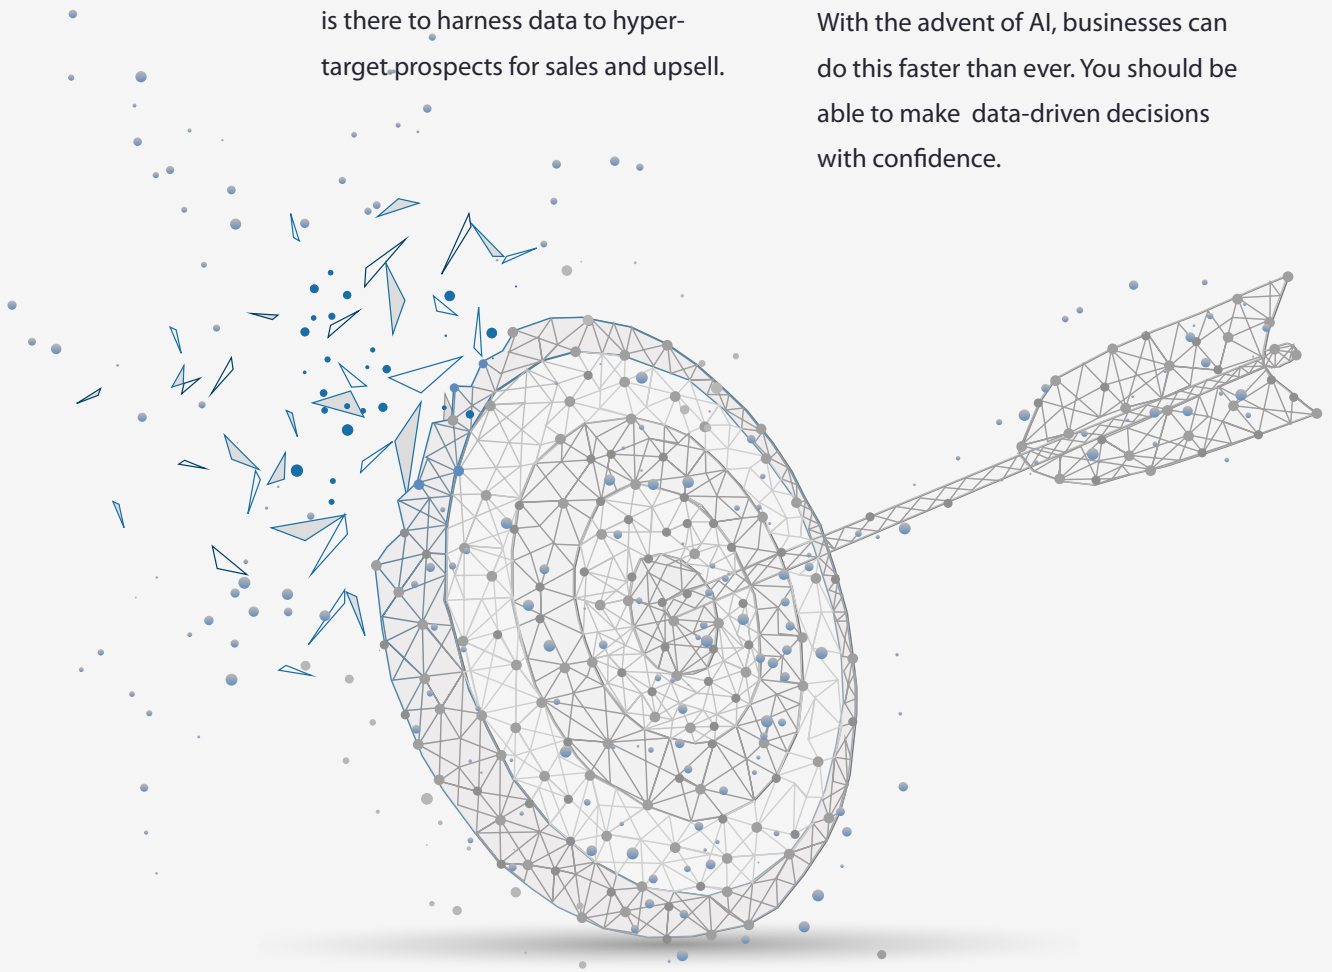 is there to harness data to hyper-
target prospects for sales and upsell.
With the advent of AI, businesses can
do this faster than ever. You should be
able to make  data-driven decisions
with confidence.